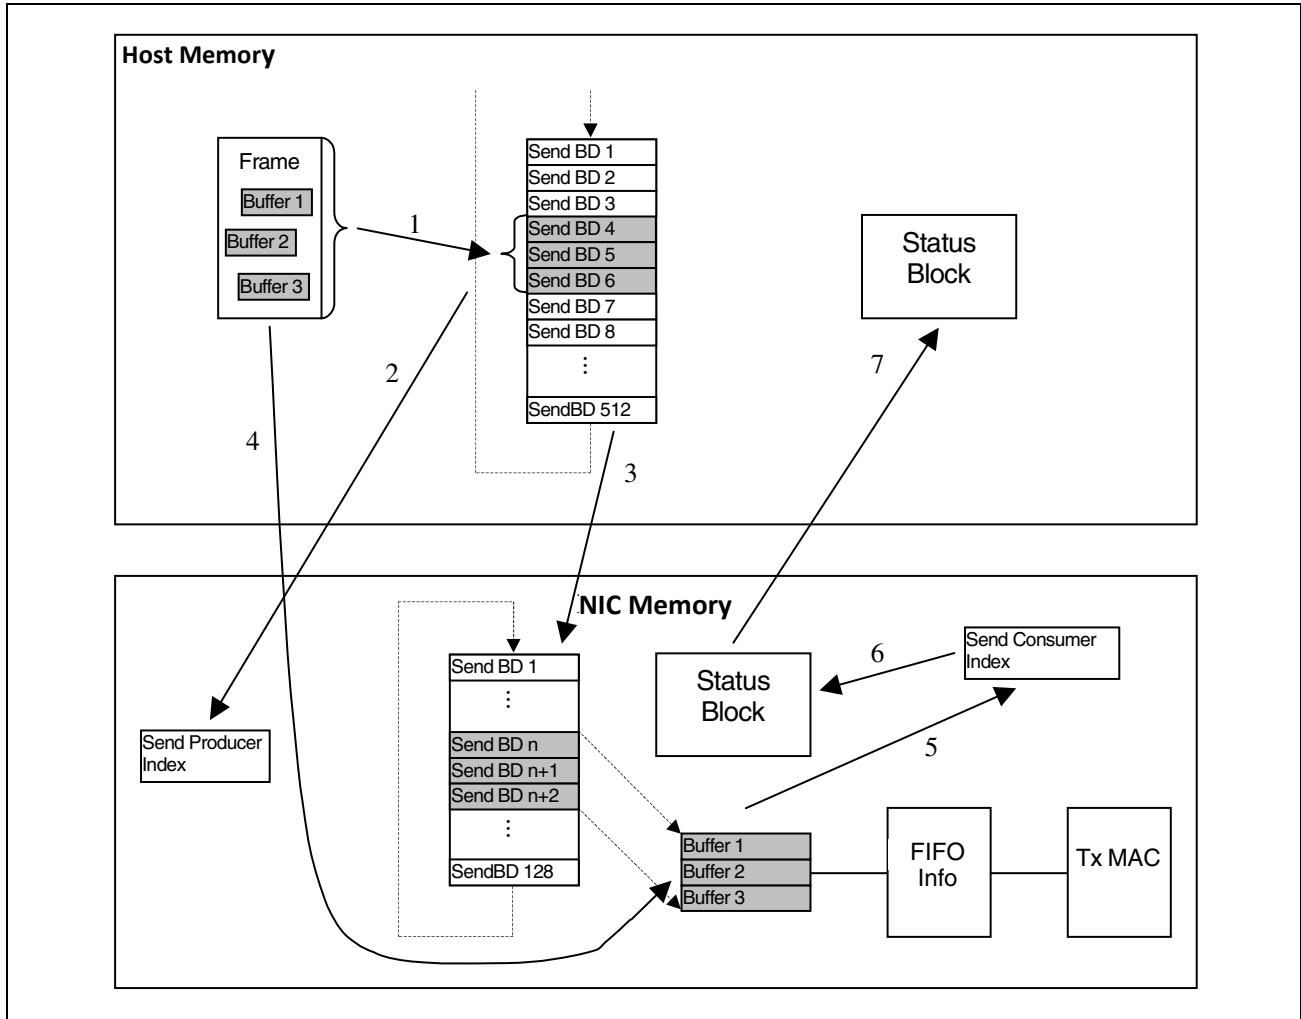 Host Memory
Frame
Buffer 1
Buffer 2
Buffer 3
1
Send BD 1
Send BD 2
Send BD 3
Send BD 4
Send BD 5
Send BD 6
Send BD 7
Send BD 8
⋮
SendBD 512
Status
Block
2
7
4
3
NIC Memory
Send BD 1
⋮
Send BD n
Send BD n+1
Send BD n+2
⋮
SendBD 128
Send Producer
Index
Status
Block
6
Send Consumer
Index
5
Buffer 1
Buffer 2
Buffer 3
FIFO
Info
Tx MAC